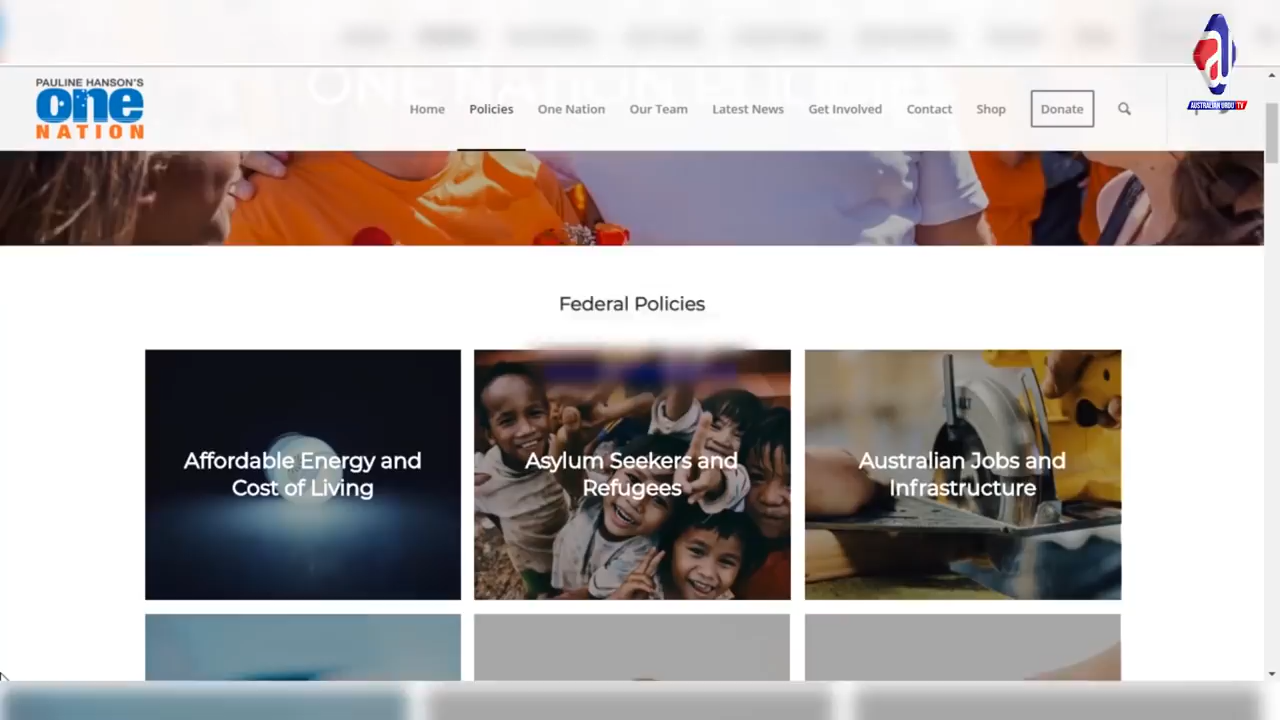 PAULINE HANSON'S
one
NATION
Home
Policies
One Nation
Our Team
Latest News
Get Involved
Contact
Shop
Donate
AUSTRALIAN URDU TV
Federal Policies
Affordable Energy and
Cost of Living
Asylum Seekers and
Refugees
Australian Jobs and
Infrastructure